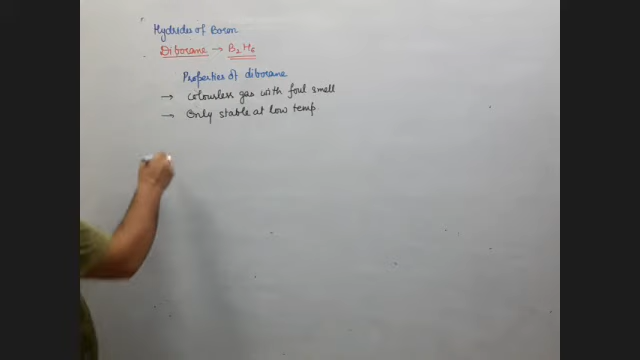 Hydrides of Boron
Diborane → B₂H₆
Properties of diborane
→ Colourless gas with foul smell
→ Only stable at low temp.